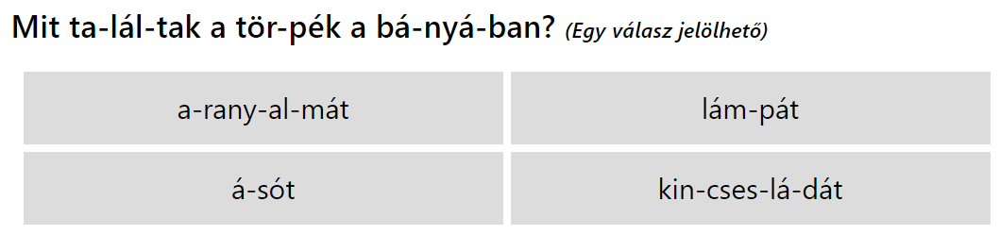 Mit ta-lál-tak a tör-pék a bá-nyá-ban? (Egy válasz jelölhető)
a-rany-al-mát
lám-pát
á-sót
kin-cses-lá-dát